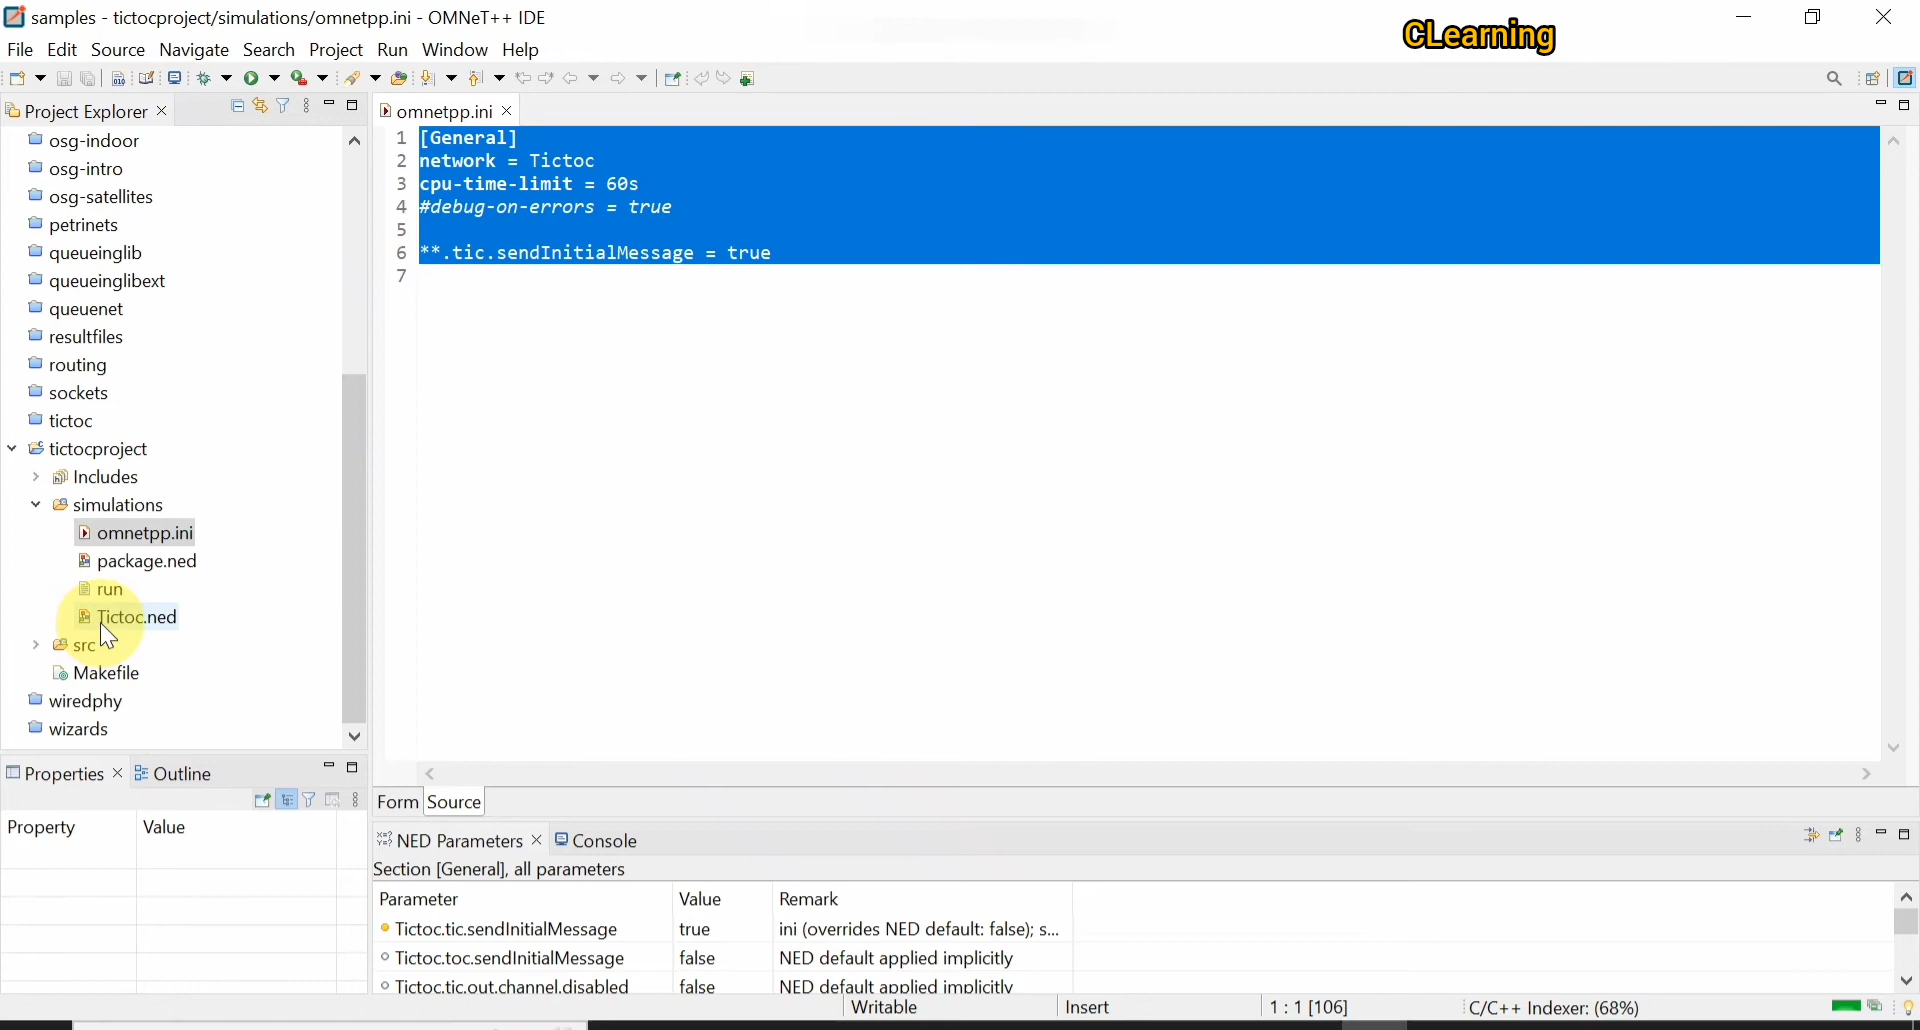 samples - tictocproject/simulations/omnetpp.ini - OMNeT++ IDE
CLearning
File Edit Source Navigate Search Project Run Window Help
Project Explorer
osg-indoor
osg-intro
osg-satellites
petrinets
queueinglib
queueinglibext
queuenet
resultfiles
routing
sockets
tictoc
tictocproject
Includes
simulations
omnetpp.ini
package.ned
run
Tictoc.ned
src
Makefile
wiredphy
wizards
omnetpp.ini
1 [General]
2 network = Tictoc
3 cpu-time-limit = 60s
4 #debug-on-errors = true
5
6 **.tic.sendInitialMessage = true
7
Form Source
Properties Outline
Property Value
NED Parameters Console
Section [General], all parameters
Parameter Value Remark
Tictoc.tic.sendInitialMessage true ini (overrides NED default: false); s...
Tictoc.toc.sendInitialMessage false NED default applied implicitly
Tictoc.tic.out.channel.disabled false NED default applied implicitly
Writable Insert 1 : 1 [106] C/C++ Indexer: (68%)